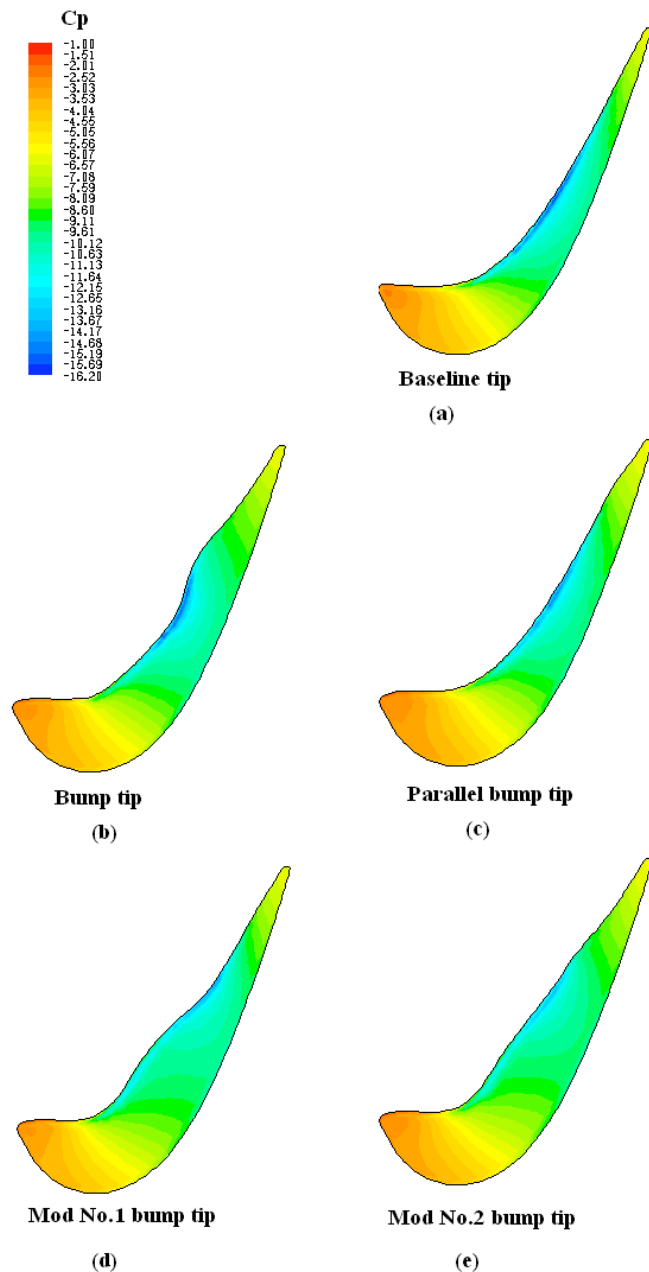 Cp
-1.00
-1.51
-2.01
-2.52
-3.03
-3.53
-4.04
-4.55
-5.05
-5.56
-6.07
-6.57
-7.08
-7.59
-8.09
-8.60
-9.11
-9.61
-10.12
-10.63
-11.13
-11.64
-12.15
-12.65
-13.16
-13.67
-14.17
-14.68
-15.19
-15.69
-16.20
Baseline tip
(a)
Bump tip
(b)
Parallel bump tip
(c)
Mod No.1 bump tip
(d)
Mod No.2 bump tip
(e)